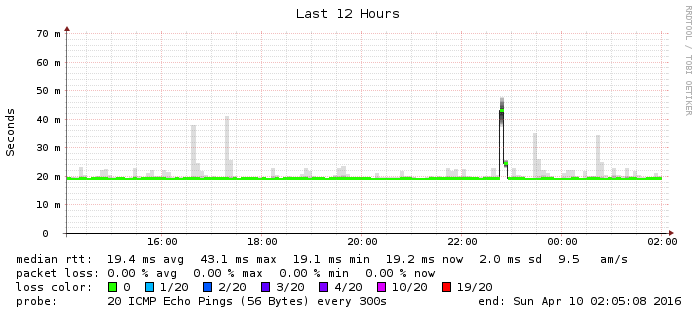 Last 12 Hours
RRDTOOL / TOBI OETIKER
70 m
60 m
50 m
40 m
30 m
20 m
10 m
0
Seconds
16:00 18:00 20:00 22:00 00:00 02:00
median rtt: 19.4 ms avg 43.1 ms max 19.1 ms min 19.2 ms now 2.0 ms sd 9.5 am/s
packet loss: 0.00 % avg 0.00 % max 0.00 % min 0.00 % now
loss color: 0 1/20 2/20 3/20 4/20 10/20 19/20
probe: 20 ICMP Echo Pings (56 Bytes) every 300s end: Sun Apr 10 02:05:08 2016